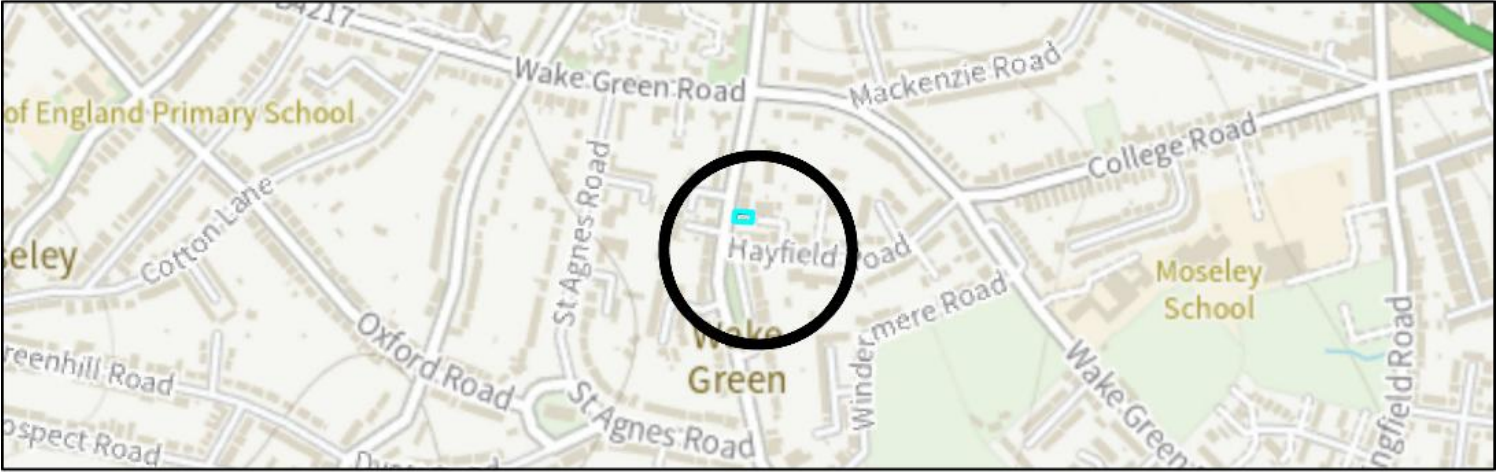 B4217
Wake Green Road
Mackenzie Road
of England Primary School
College Road
St Agnes Road
Cotton Lane
seley
Hayfield Road
Moseley
School
Windermere Road
Wake
Green
Oxford Road
reenhill Road
St Agnes Road
Wake Green
ngfield Road
ospect Road